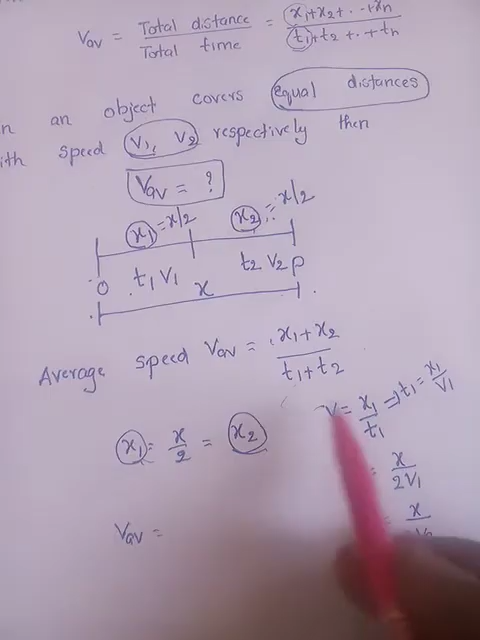 Vav = Total distance / Total time = x1+x2+..+xn / t1+t2+..+tn
an object covers equal distances
with speed V1, V2 respectively then
Vav = ?
x1 = x/2 x2 = x/2
O t1 V1 t2 V2 P
x
Average speed Vav = x1+x2 / t1+t2
= x1/t1 ⇒ t1 = x1/V1
x1 = x/2 = x2
= x/2V1
Vav =
= x